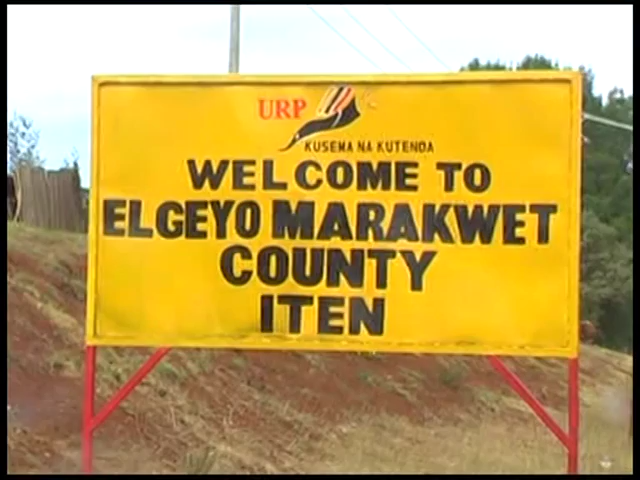 URP
KUSEMA NA KUTENDA
WELCOME TO
ELGEYO MARAKWET
COUNTY
ITEN